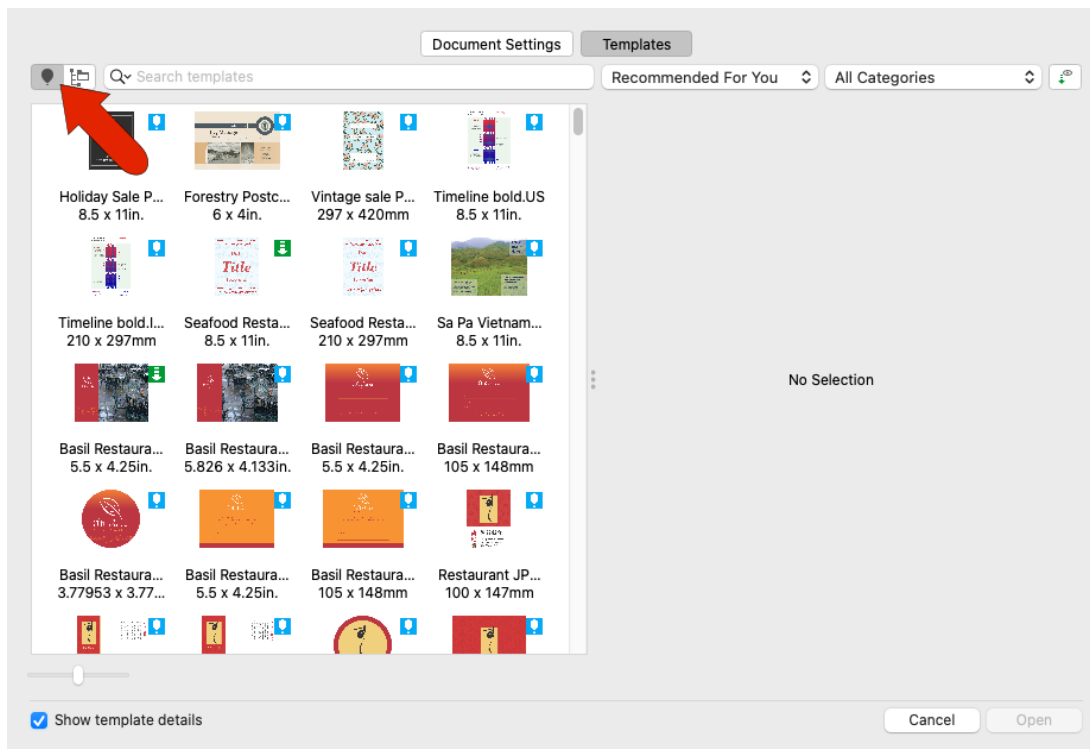 Document Settings
Templates
Search templates
Recommended For You
All Categories
Holiday Sale P...
Forestry Postc...
Vintage sale P...
Timeline bold.US
8.5 x 11in.
6 x 4in.
297 x 420mm
8.5 x 11in.
Title
Title
Timeline bold.I...
Seafood Resta...
Seafood Resta...
Sa Pa Vietnam...
210 x 297mm
8.5 x 11in.
210 x 297mm
8.5 x 11in.
No Selection
Basil Restaura...
Basil Restaura...
Basil Restaura...
Basil Restaura...
5.5 x 4.25in.
5.826 x 4.133in.
5.5 x 4.25in.
105 x 148mm
Basil Restaura...
Basil Restaura...
Basil Restaura...
Restaurant JP...
3.77953 x 3.77...
5.5 x 4.25in.
105 x 148mm
100 x 147mm
Show template details
Cancel
Open